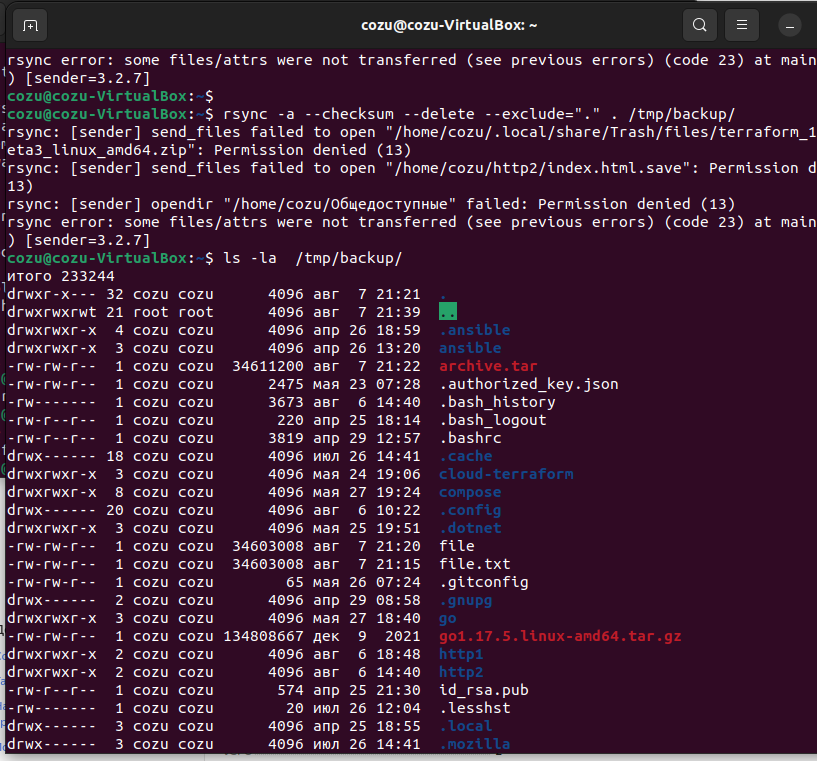 cozu@cozu-VirtualBox: ~
rsync error: some files/attrs were not transferred (see previous errors) (code 23) at main
) [sender=3.2.7]
cozu@cozu-VirtualBox:~$
cozu@cozu-VirtualBox:~$ rsync -a --checksum --delete --exclude="." . /tmp/backup/
rsync: [sender] send_files failed to open "/home/cozu/.local/share/Trash/files/terraform_1
eta3_linux_amd64.zip": Permission denied (13)
rsync: [sender] send_files failed to open "/home/cozu/http2/index.html.save": Permission d
13)
rsync: [sender] opendir "/home/cozu/Общедоступные" failed: Permission denied (13)
rsync error: some files/attrs were not transferred (see previous errors) (code 23) at main
) [sender=3.2.7]
cozu@cozu-VirtualBox:~$ ls -la  /tmp/backup/
итого 233244
drwxr-x--- 32 cozu cozu      4096 авг  7 21:21 .
drwxrwxrwt 21 root root      4096 авг  7 21:39 ..
drwxrwxr-x  4 cozu cozu      4096 апр 26 18:59 .ansible
drwxrwxr-x  3 cozu cozu      4096 апр 26 13:20 ansible
-rw-rw-r--  1 cozu cozu  34611200 авг  7 21:22 archive.tar
-rw-rw-r--  1 cozu cozu      2475 мая 23 07:28 .authorized_key.json
-rw-------  1 cozu cozu      3673 авг  6 14:40 .bash_history
-rw-r--r--  1 cozu cozu       220 апр 25 18:14 .bash_logout
-rw-r--r--  1 cozu cozu      3819 апр 29 12:57 .bashrc
drwx------ 18 cozu cozu      4096 июл 26 14:41 .cache
drwxrwxr-x  3 cozu cozu      4096 мая 24 19:06 cloud-terraform
drwxrwxr-x  8 cozu cozu      4096 мая 27 19:24 compose
drwx------ 20 cozu cozu      4096 авг  6 10:22 .config
drwxrwxr-x  3 cozu cozu      4096 мая 25 19:51 .dotnet
-rw-rw-r--  1 cozu cozu  34603008 авг  7 21:20 file
-rw-rw-r--  1 cozu cozu  34603008 авг  7 21:15 file.txt
-rw-rw-r--  1 cozu cozu        65 мая 26 07:24 .gitconfig
drwx------  2 cozu cozu      4096 апр 29 08:58 .gnupg
drwxrwxr-x  3 cozu cozu      4096 мая 27 18:40 go
-rw-rw-r--  1 cozu cozu 134808667 дек  9  2021 go1.17.5.linux-amd64.tar.gz
drwxrwxr-x  2 cozu cozu      4096 авг  6 18:48 http1
drwxrwxr-x  2 cozu cozu      4096 авг  6 14:40 http2
-rw-r--r--  1 cozu cozu       574 апр 25 21:30 id_rsa.pub
-rw-------  1 cozu cozu        20 июл 26 12:04 .lesshst
drwx------  3 cozu cozu      4096 апр 25 18:55 .local
drwx------  3 cozu cozu      4096 июл 26 14:41 .mozilla